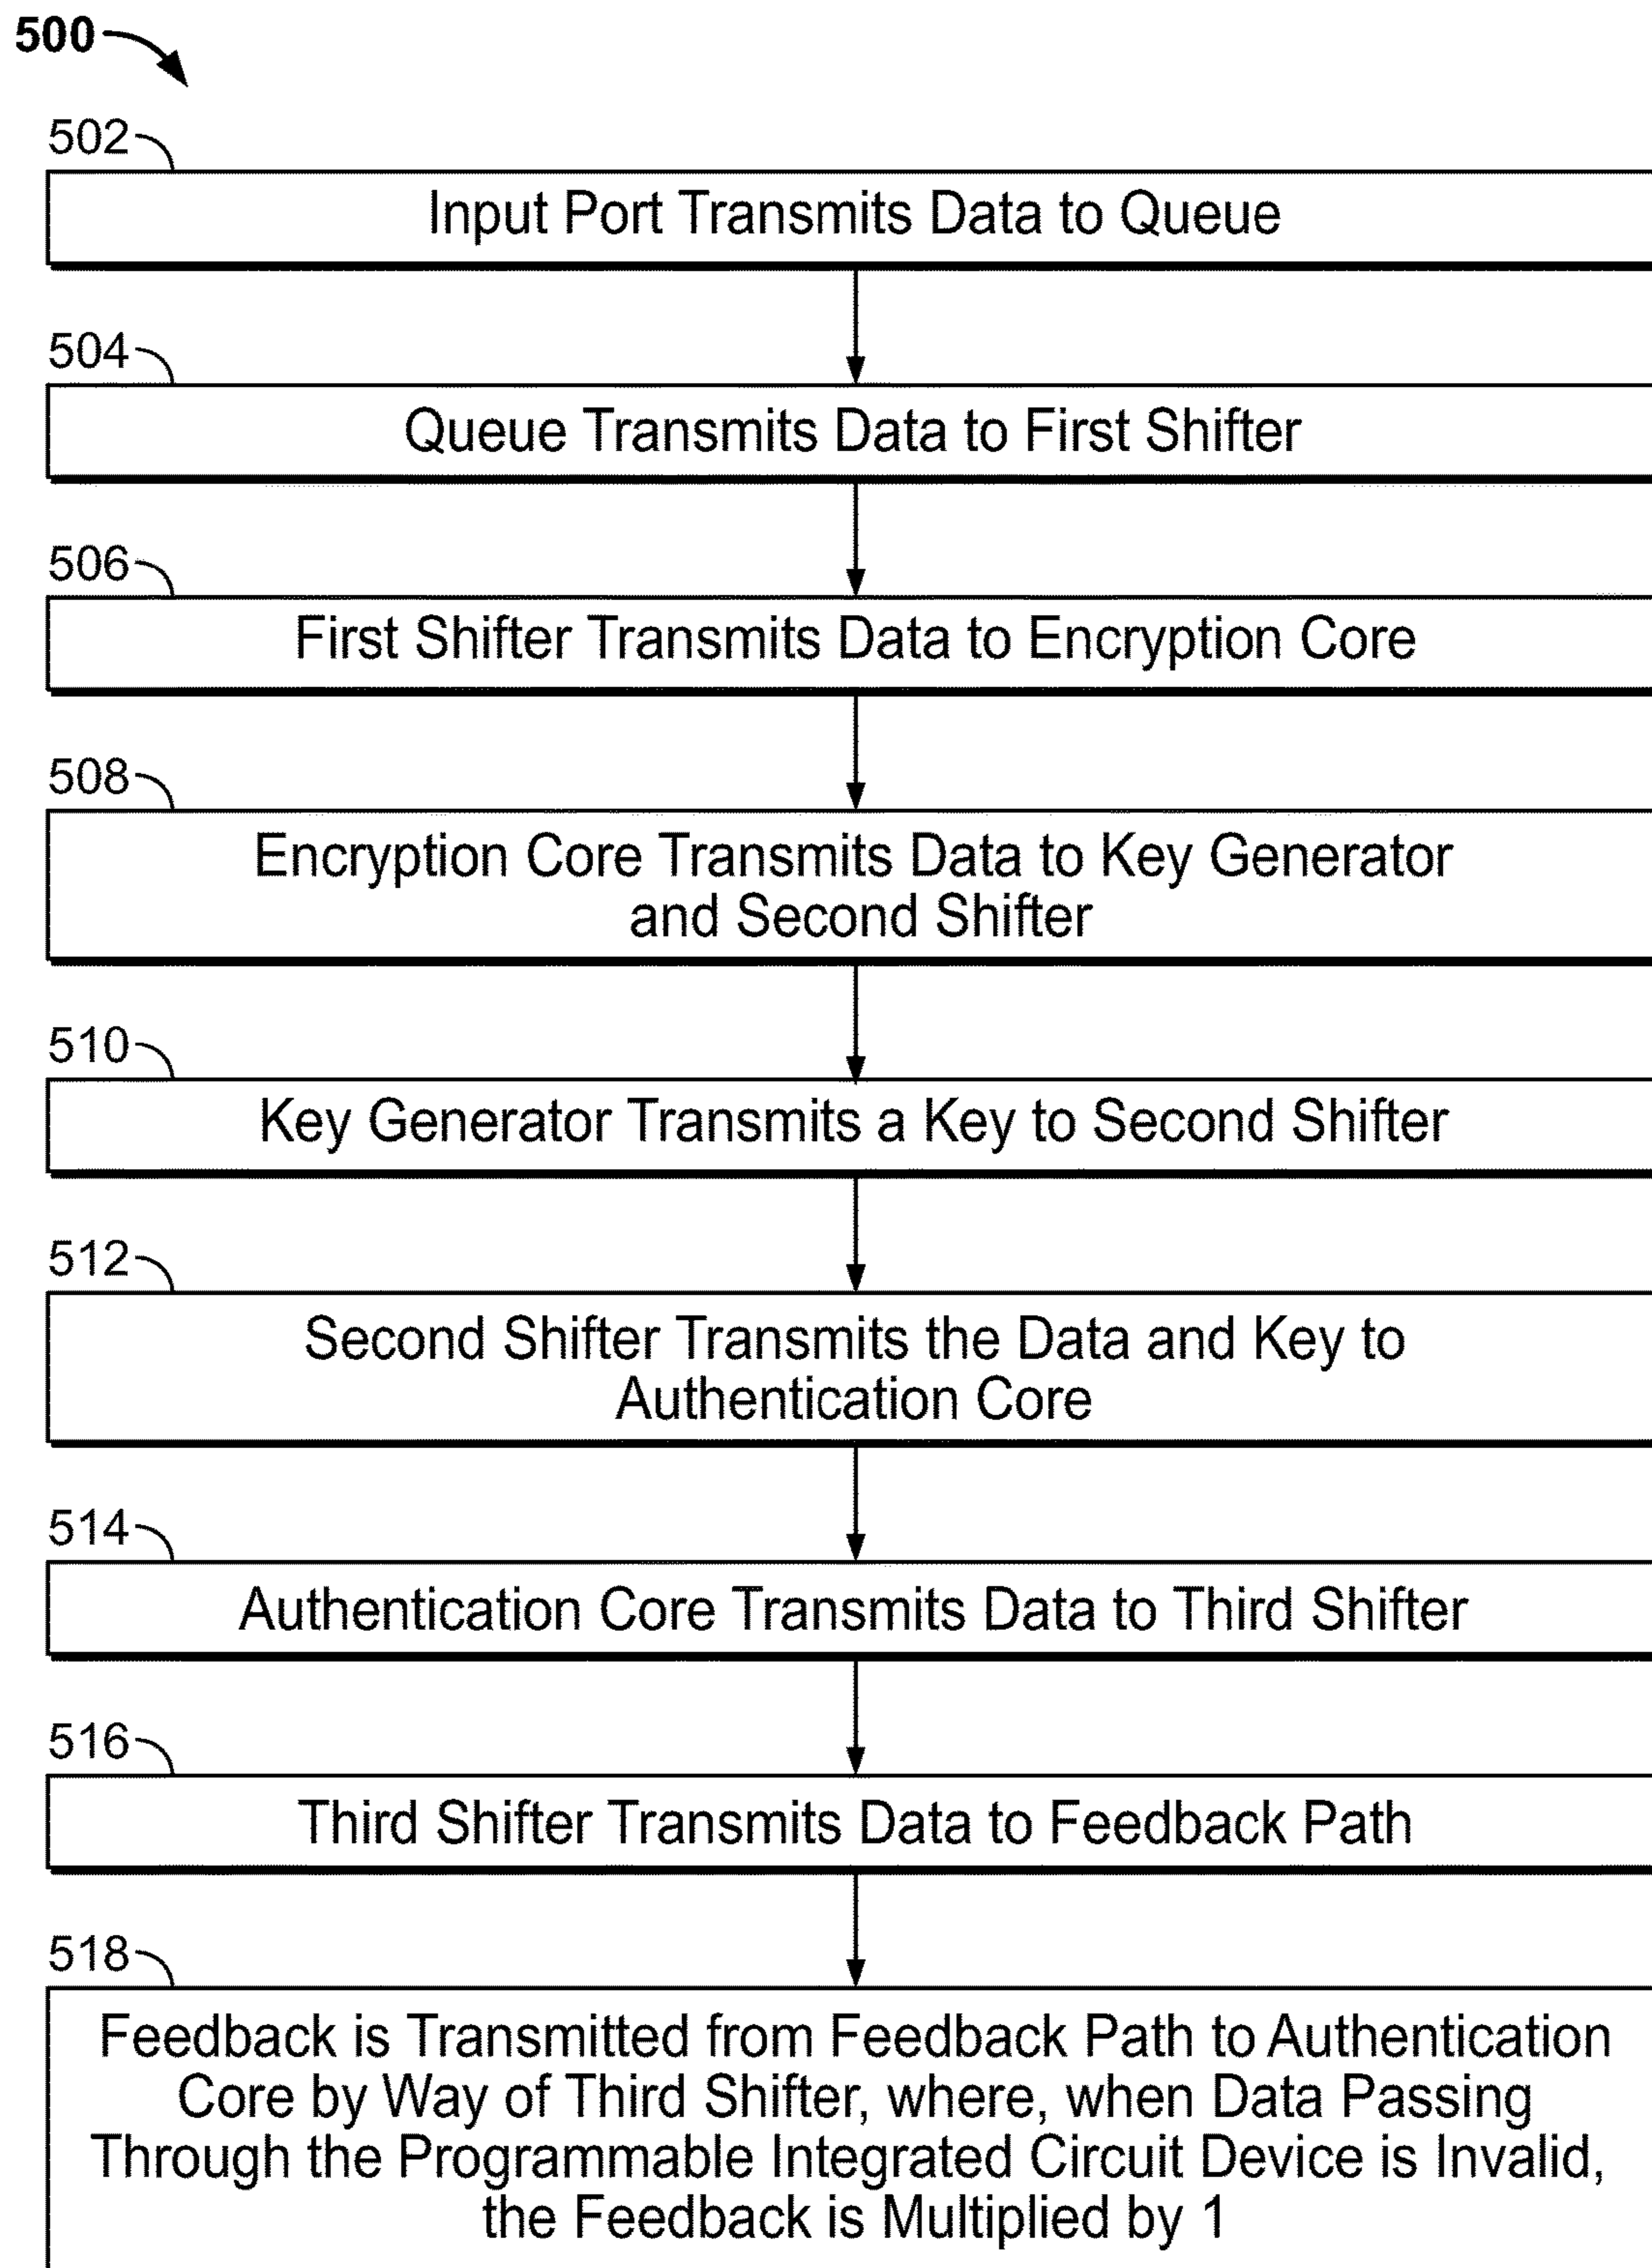 500
502
Input Port Transmits Data to Queue
504
Queue Transmits Data to First Shifter
506
First Shifter Transmits Data to Encryption Core
508
Encryption Core Transmits Data to Key Generator
and Second Shifter
510
Key Generator Transmits a Key to Second Shifter
512
Second Shifter Transmits the Data and Key to
Authentication Core
514
Authentication Core Transmits Data to Third Shifter
516
Third Shifter Transmits Data to Feedback Path
518
Feedback is Transmitted from Feedback Path to Authentication
Core by Way of Third Shifter, where, when Data Passing
Through the Programmable Integrated Circuit Device is Invalid,
the Feedback is Multiplied by 1